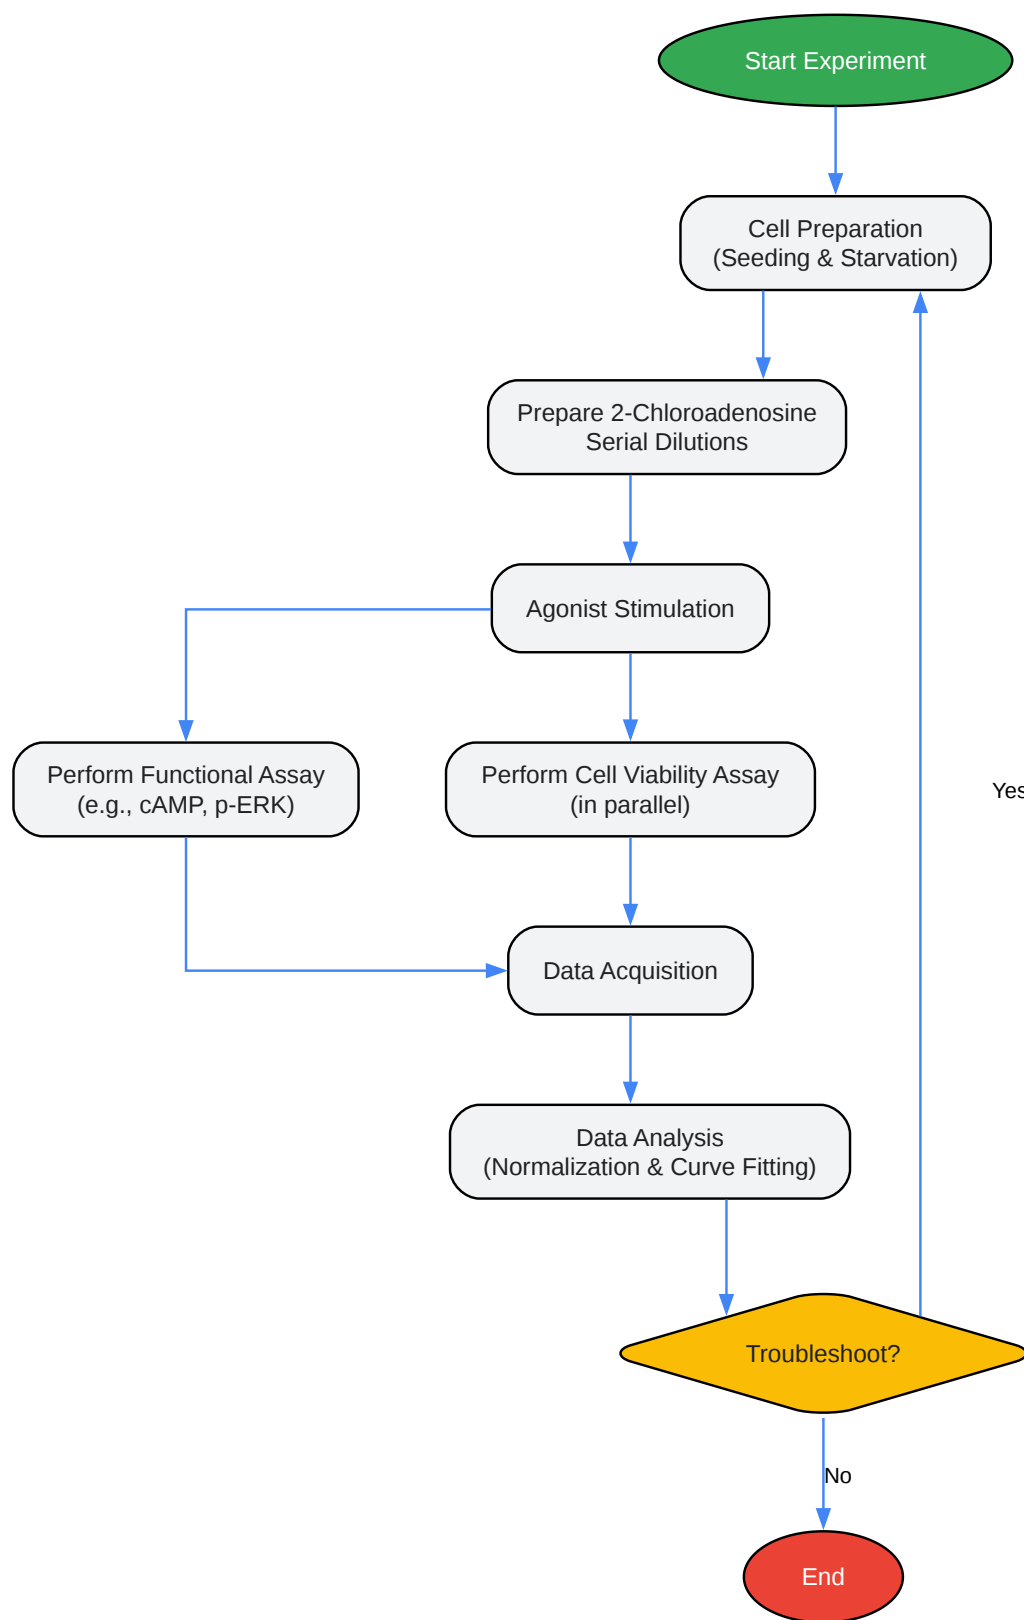 Start Experiment
Cell Preparation
(Seeding & Starvation)
Prepare 2-Chloroadenosine
Serial Dilutions
Agonist Stimulation
Perform Functional Assay
(e.g., cAMP, p-ERK)
Perform Cell Viability Assay
(in parallel)
Yes
Data Acquisition
Data Analysis
(Normalization & Curve Fitting)
Troubleshoot?
No
End